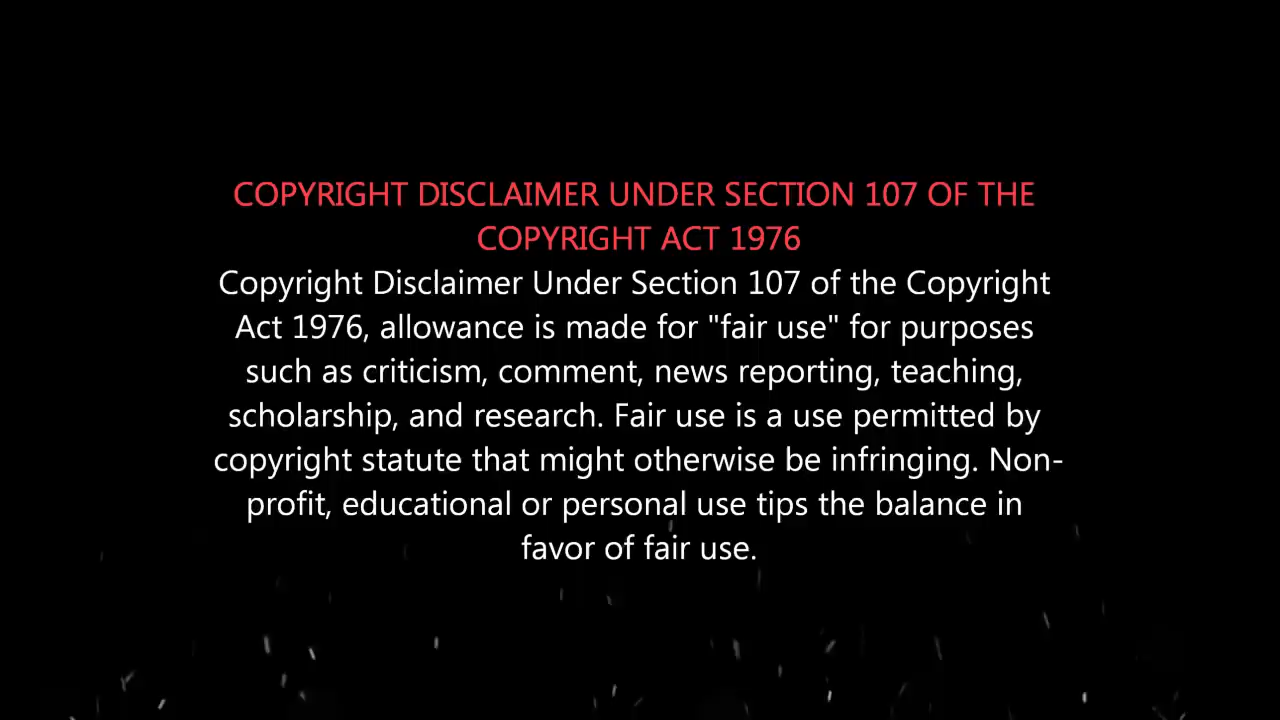 COPYRIGHT DISCLAIMER UNDER SECTION 107 OF THE
COPYRIGHT ACT 1976
Copyright Disclaimer Under Section 107 of the Copyright
Act 1976, allowance is made for "fair use" for purposes
such as criticism, comment, news reporting, teaching,
scholarship, and research. Fair use is a use permitted by
copyright statute that might otherwise be infringing. Non-
profit, educational or personal use tips the balance in
favor of fair use.